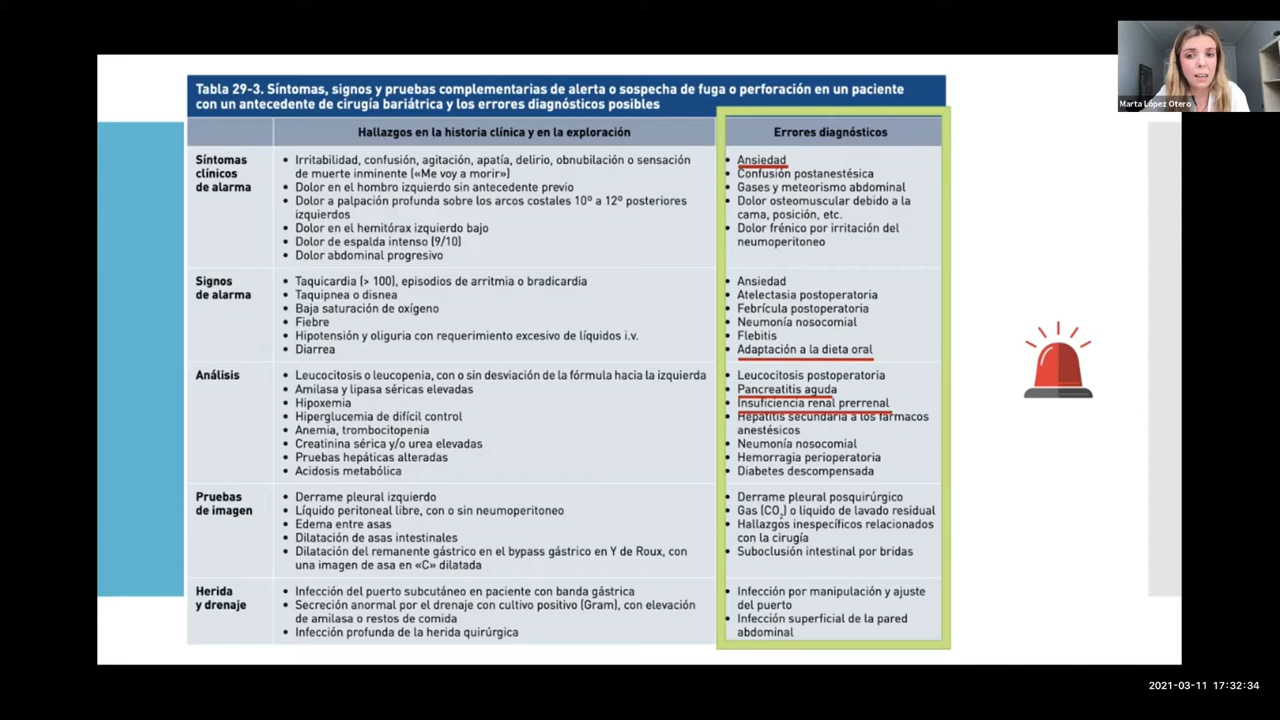 Marta López Otero
Tabla 29-3. Síntomas, signos y pruebas complementarias de alerta o sospecha de fuga o perforación en un paciente
con un antecedente de cirugía bariátrica y los errores diagnósticos posibles
Hallazgos en la historia clínica y en la exploración
Errores diagnósticos
Síntomas
clínicos
de alarma
• Irritabilidad, confusión, agitación, apatía, delirio, obnubilación o sensación
de muerte inminente («Me voy a morir»)
• Dolor en el hombro izquierdo sin antecedente previo
• Dolor a palpación profunda sobre los arcos costales 10º a 12º posteriores
izquierdos
• Dolor en el hemitórax izquierdo bajo
• Dolor de espalda intenso (9/10)
• Dolor abdominal progresivo
• Ansiedad
• Confusión postanestésica
• Gases y meteorismo abdominal
• Dolor osteomuscular debido a la
cama, posición, etc.
• Dolor frénico por irritación del
neumoperitoneo
Signos
de alarma
• Taquicardia (> 100), episodios de arritmia o bradicardia
• Taquipnea o disnea
• Baja saturación de oxígeno
• Fiebre
• Hipotensión y oliguria con requerimiento excesivo de líquidos i.v.
• Diarrea
• Ansiedad
• Atelectasia postoperatoria
• Febrícula postoperatoria
• Neumonía nosocomial
• Flebitis
• Adaptación a la dieta oral
Análisis
• Leucocitosis o leucopenia, con o sin desviación de la fórmula hacia la izquierda
• Amilasa y lipasa séricas elevadas
• Hipoxemia
• Hiperglucemia de difícil control
• Anemia, trombocitopenia
• Creatinina sérica y/o urea elevadas
• Pruebas hepáticas alteradas
• Acidosis metabólica
• Leucocitosis postoperatoria
• Pancreatitis aguda
• Insuficiencia renal prerrenal
• Hepatitis secundaria a los fármacos
anestésicos
• Neumonía nosocomial
• Hemorragia perioperatoria
• Diabetes descompensada
Pruebas
de imagen
• Derrame pleural izquierdo
• Líquido peritoneal libre, con o sin neumoperitoneo
• Edema entre asas
• Dilatación de asas intestinales
• Dilatación del remanente gástrico en el bypass gástrico en Y de Roux, con
una imagen de asa en «C» dilatada
• Derrame pleural posquirúrgico
• Gas (CO₂) o liquido de lavado residual
• Hallazgos inespecíficos relacionados
con la cirugía
• Suboclusión intestinal por bridas
Herida
y drenaje
• Infección del puerto subcutáneo en paciente con banda gástrica
• Secreción anormal por el drenaje con cultivo positivo (Gram), con elevación
de amilasa o restos de comida
• Infección profunda de la herida quirúrgica
• Infección por manipulación y ajuste
del puerto
• Infección superficial de la pared
abdominal
2021-03-11 17:32:34